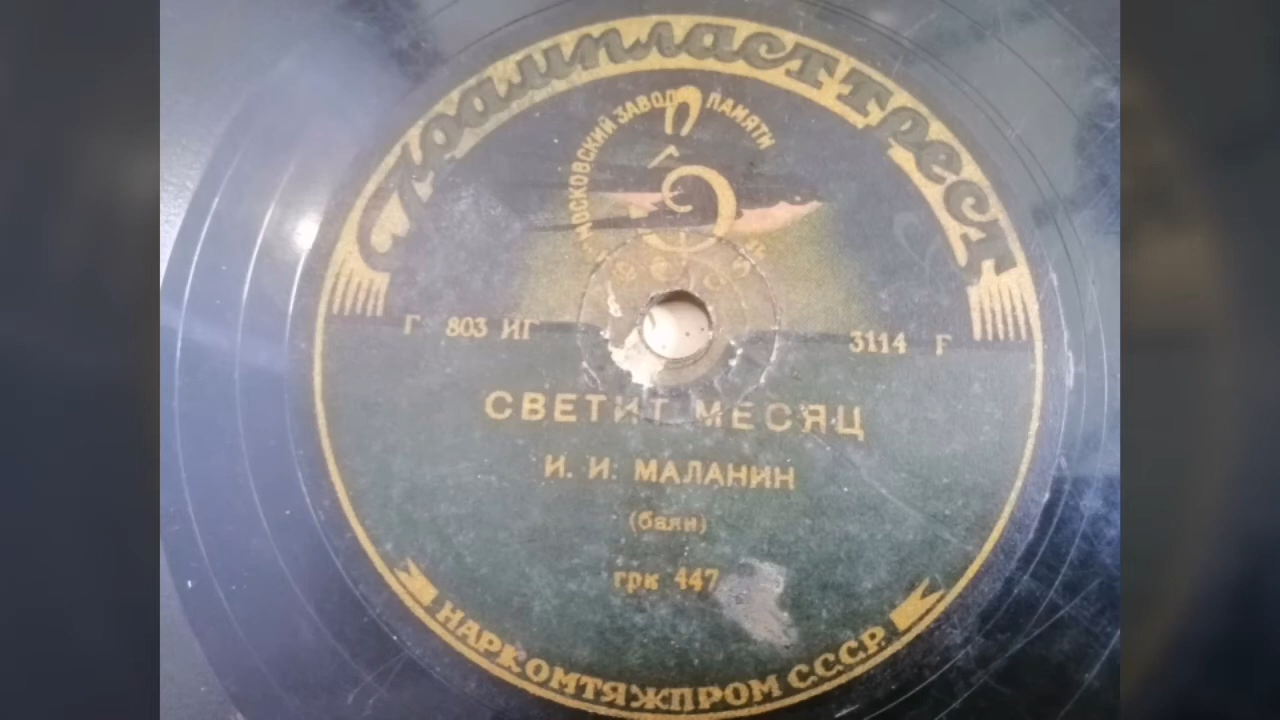 Грампласттрест
МОСКОВСКИЙ ЗАВОД ПАМЯТИ
Г 803 ИГ
3114 Г
СВЕТИТ МЕСЯЦ
И. И. МАЛАНИН
(баян)
грк 447
НАРКОМТЯЖПРОМ С.С.С.Р.